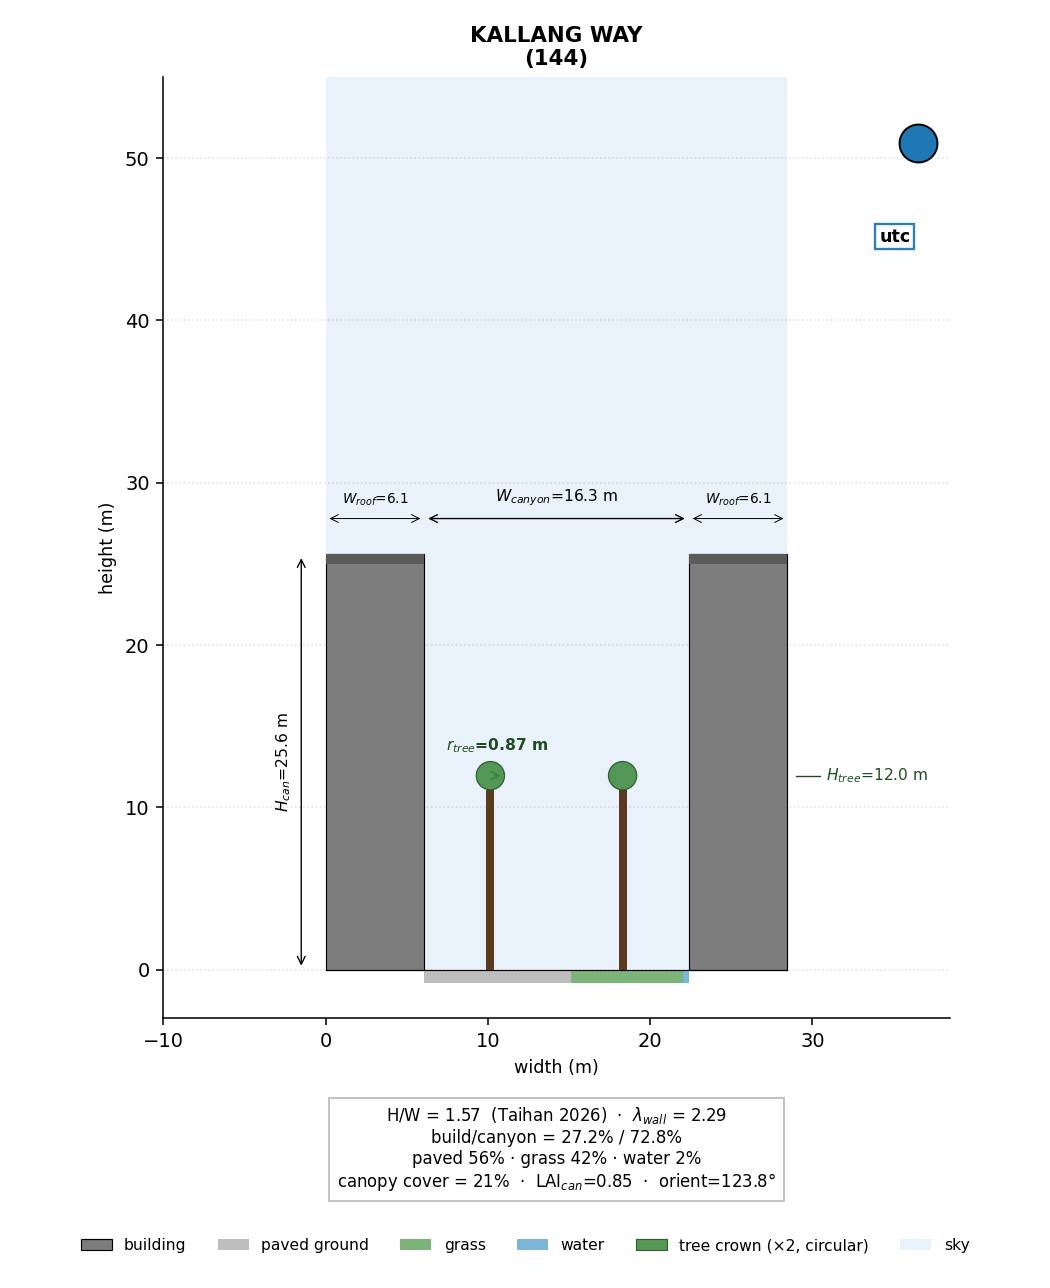 KALLANG WAY
(144)
50
utc
40
30
W_roof=6.1
W_canyon=16.3 m
W_roof=6.1
height (m)
20
H_can=25.6 m
r_tree=0.87 m
H_tree=12.0 m
10
0
−10
0
10
20
30
width (m)
H/W = 1.57 (Taihan 2026) · λ_wall = 2.29
build/canyon = 27.2% / 72.8%
paved 56% · grass 42% · water 2%
canopy cover = 21% · LAI_can=0.85 · orient=123.8°
building
paved ground
grass
water
tree crown (×2, circular)
sky